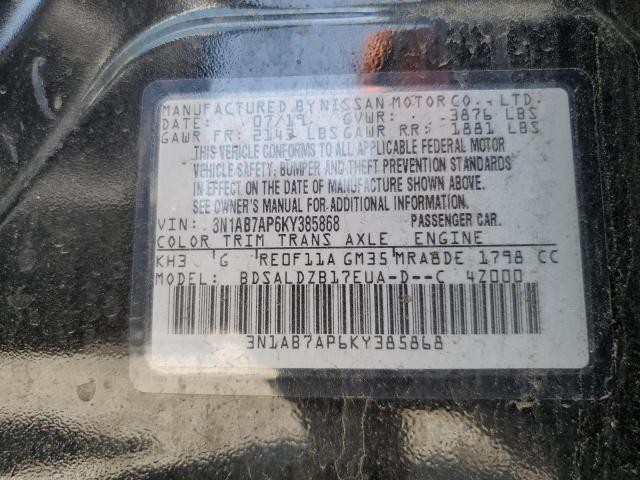 MANUFACTURED BY NISSAN MOTOR CO., LTD.
DATE: 07/19 GVWR: 3876 LBS
GAWR FR: 2143 LBS GAWR RR: 1881 LBS
THIS VEHICLE CONFORMS TO ALL APPLICABLE FEDERAL MOTOR
VEHICLE SAFETY, BUMPER AND THEFT PREVENTION STANDARDS
IN EFFECT ON THE DATE OF MANUFACTURE SHOWN ABOVE.
SEE OWNER'S MANUAL FOR ADDITIONAL INFORMATION.
VIN: 3N1AB7AP6KY385868 PASSENGER CAR.
COLOR TRIM TRANS AXLE ENGINE
KH3 G RE0F11A GM35 MRA8DE 1798 CC
MODEL: BDSALDZB17EUA-D--C 42000
3N1AB7AP6KY385868